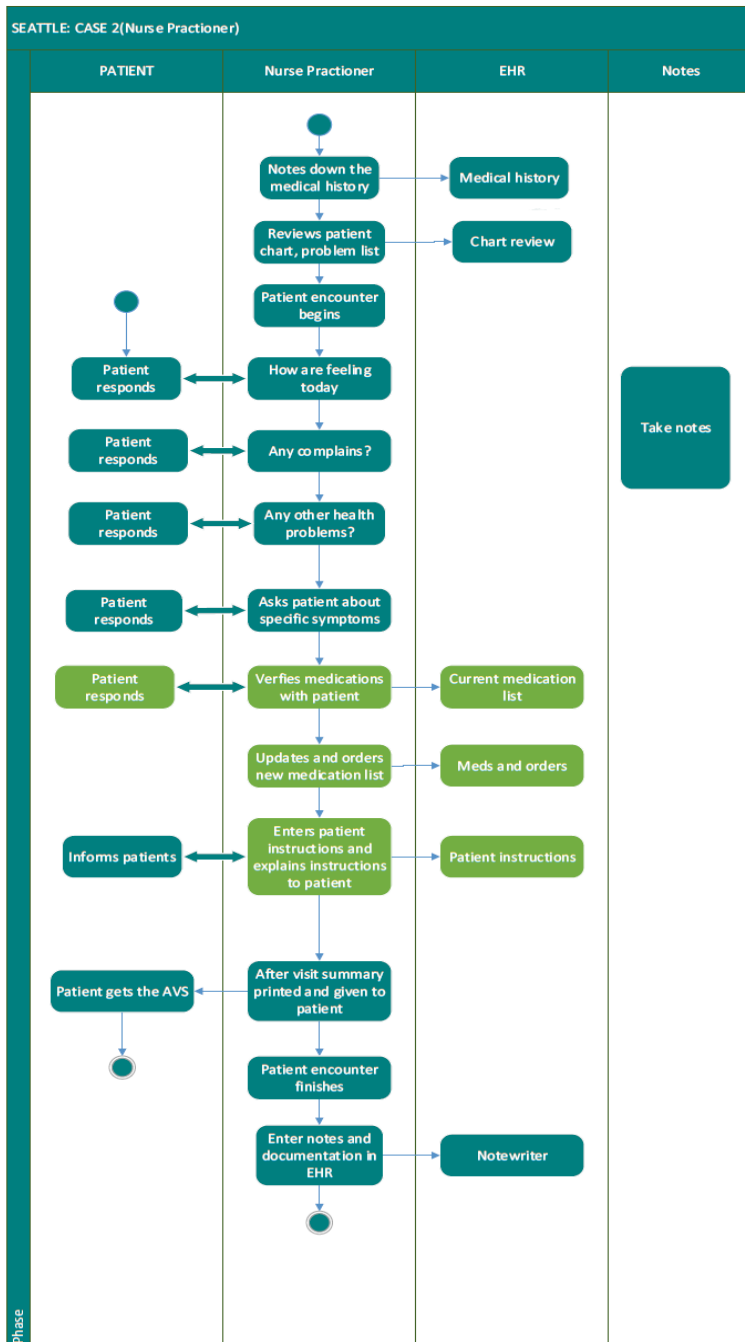 SEATTLE: CASE 2(Nurse Practioner)
PATIENT
Nurse Practioner
EHR
Notes
Notes down the
medical history
Medical history
Reviews patient
chart, problem list
Chart review
Patient encounter
begins
Patient
responds
How are feeling
today
Take notes
Patient
responds
Any complains?
Patient
responds
Any other health
problems?
Patient
responds
Asks patient about
specific symptoms
Patient
responds
Verfies medications
with patient
Current medication
list
Updates and orders
new medication list
Meds and orders
Informs patients
Enters patient
instructions and
explains instructions
to patient
Patient instructions
Patient gets the AVS
After visit summary
printed and given to
patient
Patient encounter
finishes
Enter notes and
documentation in
EHR
Notewriter
Phase